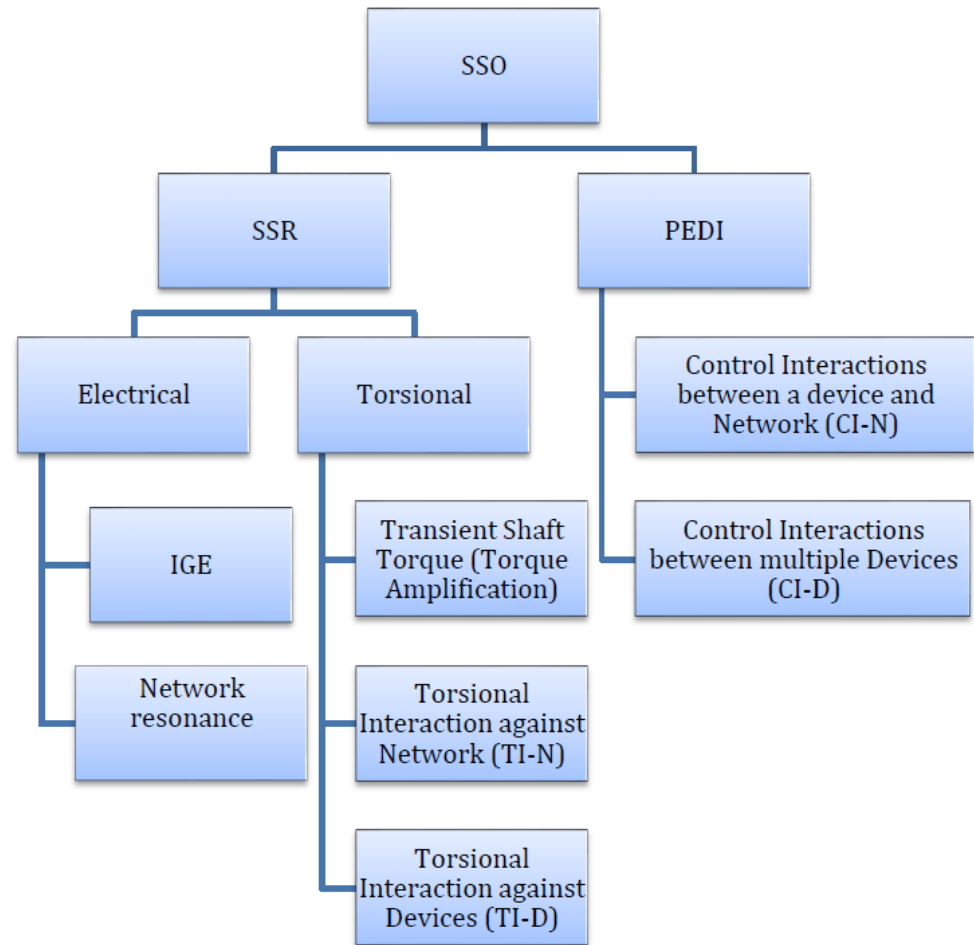 SSO
SSR
PEDI
Electrical
Torsional
Control Interactions
between a device and
Network (CI-N)
IGE
Transient Shaft
Torque (Torque
Amplification)
Control Interactions
between multiple Devices
(CI-D)
Network
resonance
Torsional
Interaction against
Network (TI-N)
Torsional
Interaction against
Devices (TI-D)